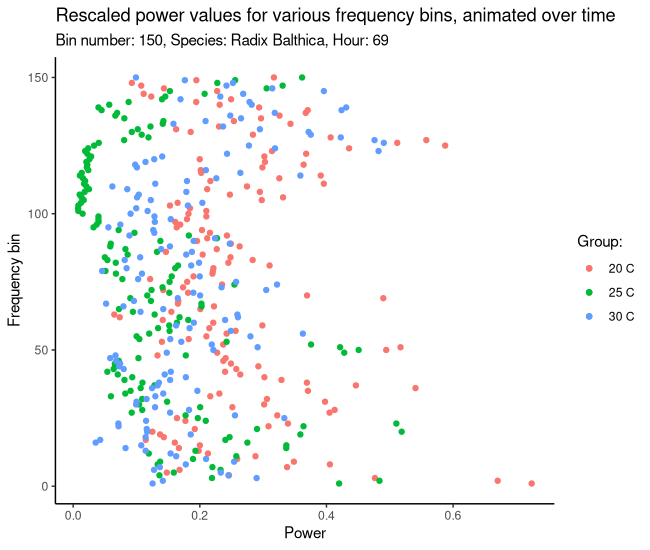 Rescaled power values for various frequency bins, animated over time
Bin number: 150, Species: Radix Balthica, Hour: 69
150
100
50
0
Frequency bin
0.0 0.2 0.4 0.6
Power
Group:
20 C
25 C
30 C